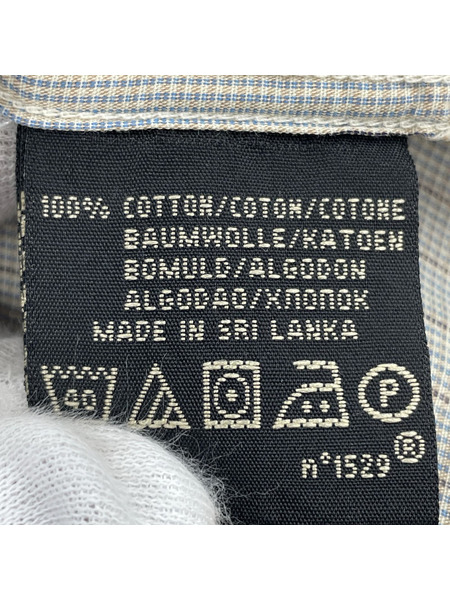 100% COTTON/COTON/COTONE
BAUMWOLLE/KATOEN
BOMULD/ALGODON
ALGODAO/ХЛОПОК
MADE IN SRI LANKA
40 P
n°1529 ®